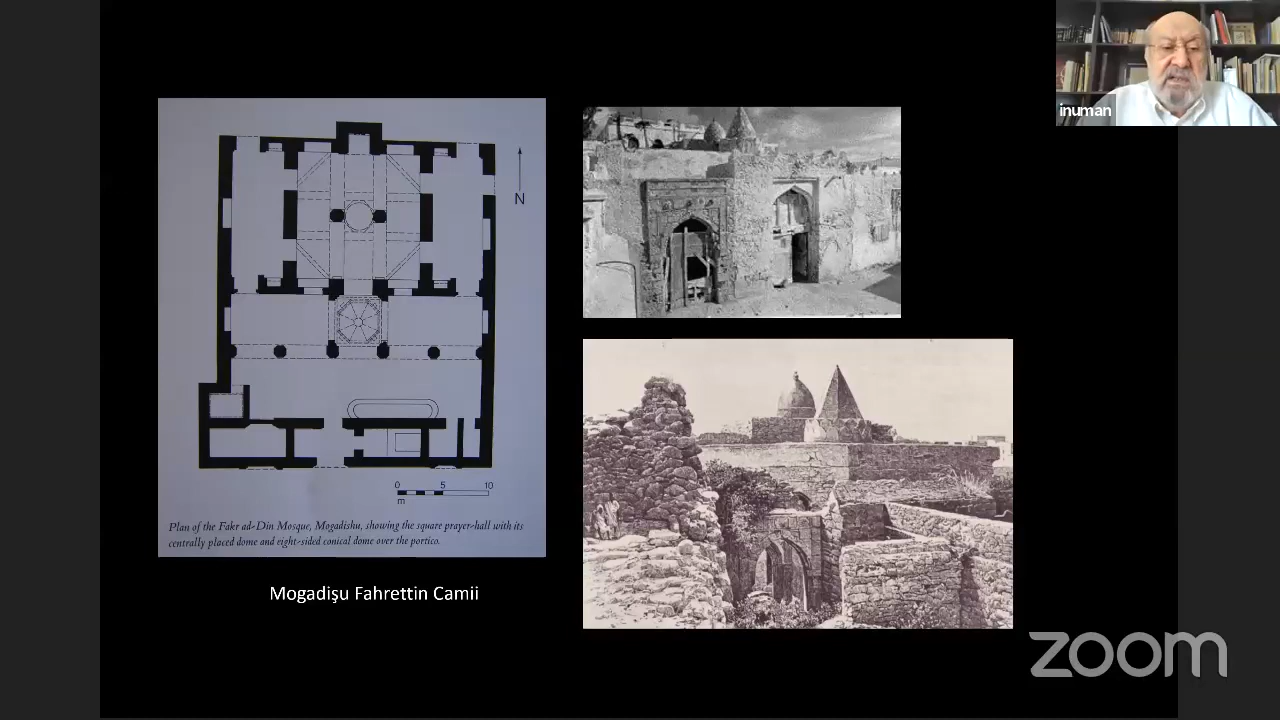 inuman
N
0 5 10
m
Plan of the Fakr ad-Din Mosque, Mogadishu, showing the square prayer-hall with its
centrally placed dome and eight-sided conical dome over the portico.
Mogadişu Fahrettin Camii
zoom